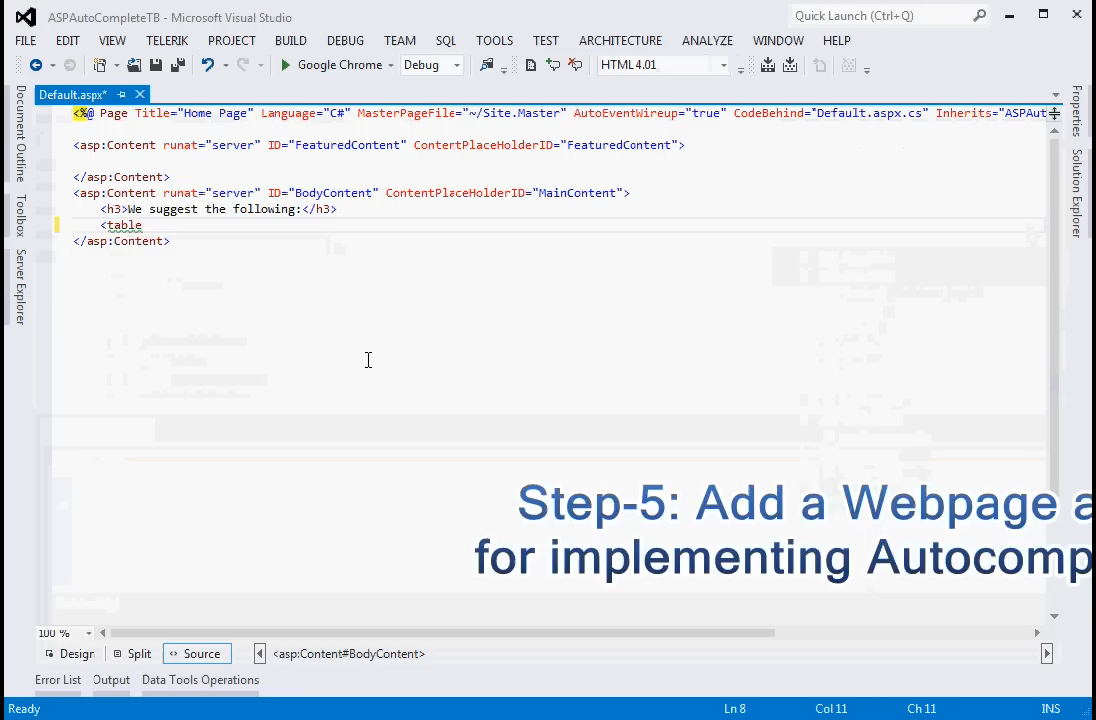 ASPAutoCompleteTB - Microsoft Visual Studio
Quick Launch (Ctrl+Q)
FILE EDIT VIEW TELERIK PROJECT BUILD DEBUG TEAM SQL TOOLS TEST ARCHITECTURE ANALYZE WINDOW HELP
Google Chrome Debug HTML 4.01
Default.aspx*
<%@ Page Title="Home Page" Language="C#" MasterPageFile="~/Site.Master" AutoEventWireup="true" CodeBehind="Default.aspx.cs" Inherits="ASPAut
<asp:Content runat="server" ID="FeaturedContent" ContentPlaceHolderID="FeaturedContent">
</asp:Content>
<asp:Content runat="server" ID="BodyContent" ContentPlaceHolderID="MainContent">
<h3>We suggest the following:</h3>
<table
</asp:Content>
Document Outline
Toolbox
Server Explorer
Properties
Solution Explorer
Step-5: Add a Webpage a
for implementing Autocomp
100 %
Design Split Source <asp:Content#BodyContent>
Error List Output Data Tools Operations
Ready Ln 8 Col 11 Ch 11 INS